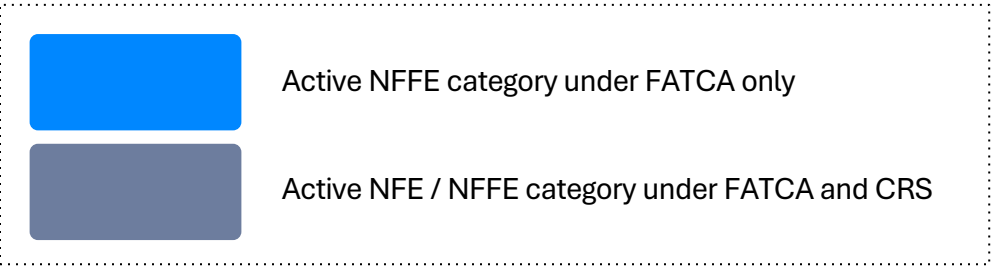 Active NFFE category under FATCA only
Active NFE / NFFE category under FATCA and CRS